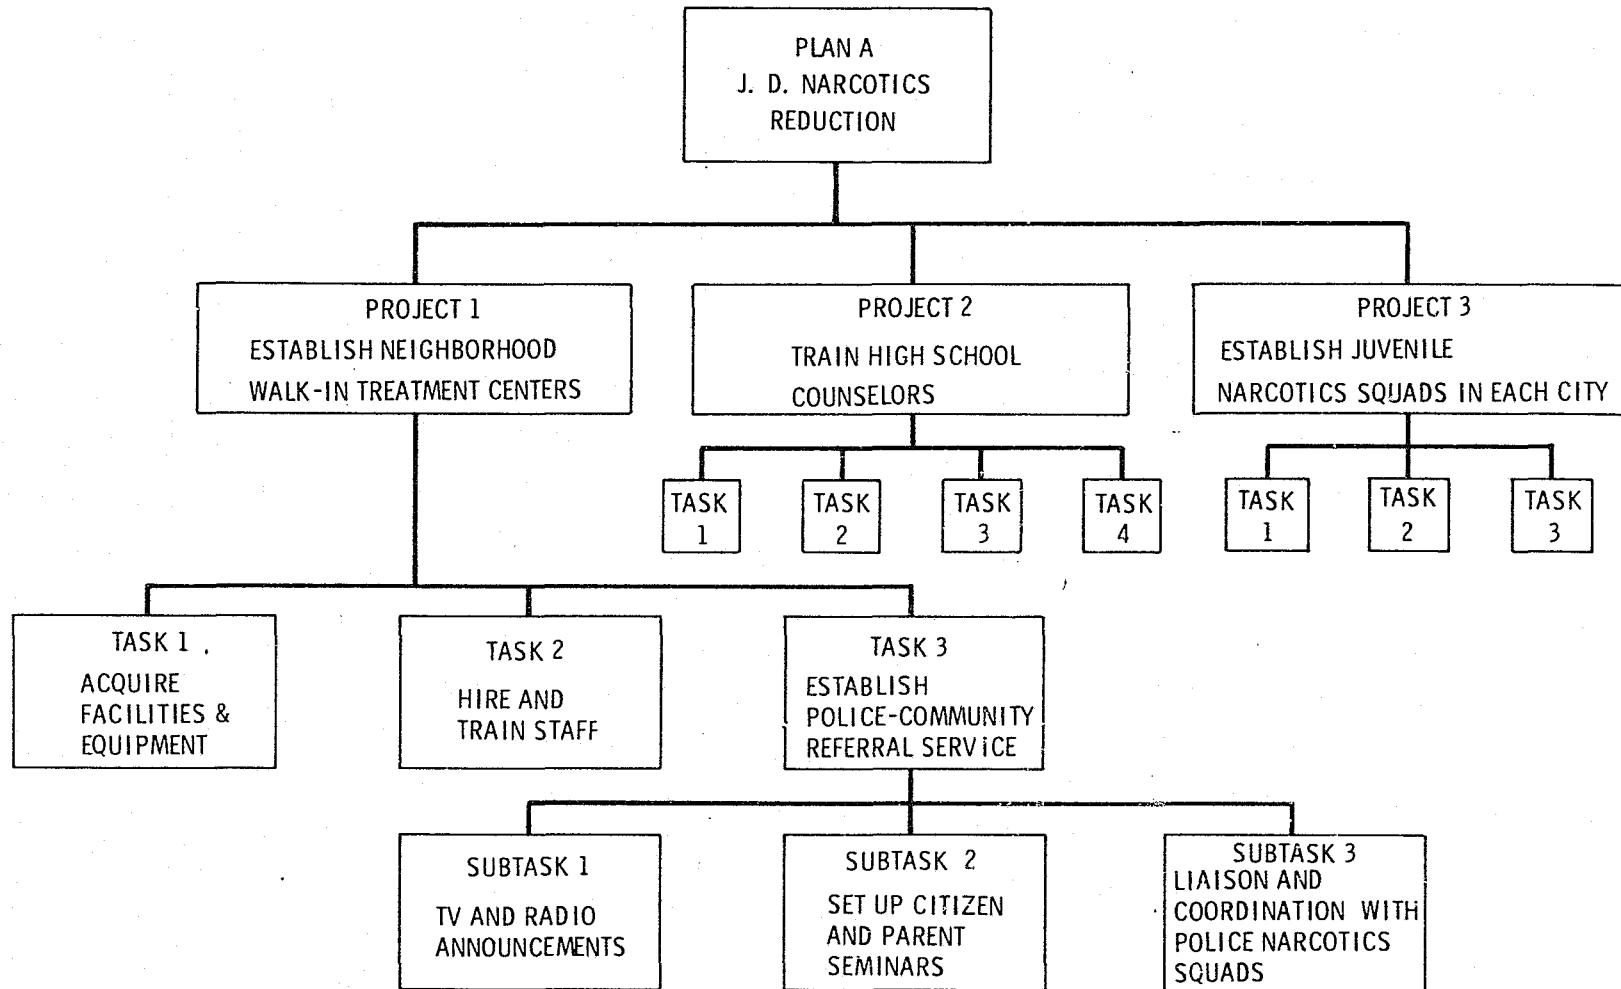 PLAN A
J. D. NARCOTICS
REDUCTION
PROJECT 1
ESTABLISH NEIGHBORHOOD
WALK-IN TREATMENT CENTERS
PROJECT 2
TRAIN HIGH SCHOOL
COUNSELORS
PROJECT 3
ESTABLISH JUVENILE
NARCOTICS SQUADS IN EACH CITY
TASK
1
TASK
2
TASK
3
TASK
4
TASK
1
TASK
2
TASK
3
TASK 1
ACQUIRE
FACILITIES &
EQUIPMENT
TASK 2
HIRE AND
TRAIN STAFF
TASK 3
ESTABLISH
POLICE-COMMUNITY
REFERRAL SERVICE
SUBTASK 1
TV AND RADIO
ANNOUNCEMENTS
SUBTASK 2
SET UP CITIZEN
AND PARENT
SEMINARS
SUBTASK 3
LIAISON AND
COORDINATION WITH
POLICE NARCOTICS
SQUADS